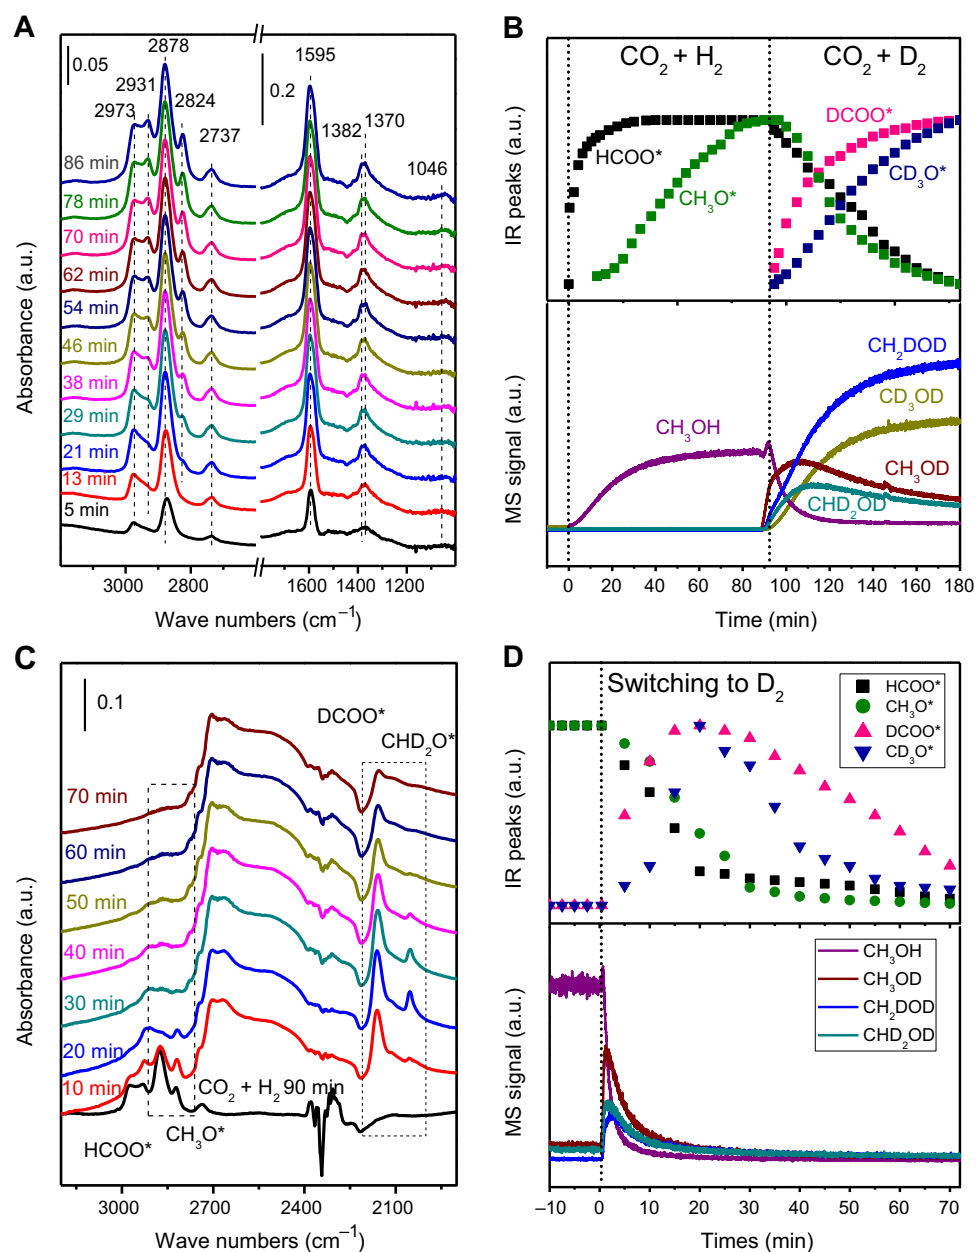 A
0.05
2878
2931
2973
2824
2737
0.2
1595
1382
1370
1046
86 min
78 min
70 min
62 min
54 min
46 min
38 min
29 min
21 min
13 min
5 min
Absorbance (a.u.)
3000 2800 1600 1400 1200
Wave numbers (cm⁻¹)
B
CO₂ + H₂
CO₂ + D₂
HCOO*
CH₃O*
DCOO*
CD₃O*
IR peaks (a.u.)
CH₃OH
CH₂DOD
CD₃OD
CH₃OD
CHD₂OD
MS signal (a.u.)
0 20 40 60 80 100 120 140 160 180
Time (min)
C
0.1
DCOO*
CHD₂O*
70 min
60 min
50 min
40 min
30 min
20 min
10 min
CO₂ + H₂ 90 min
HCOO*
CH₃O*
Absorbance (a.u.)
3000 2700 2400 2100
Wave numbers (cm⁻¹)
D
Switching to D₂
HCOO*
CH₃O*
DCOO*
CD₃O*
IR peaks (a.u.)
CH₃OH
CH₃OD
CH₂DOD
CHD₂OD
MS signal (a.u.)
–10 0 10 20 30 40 50 60 70
Times (min)